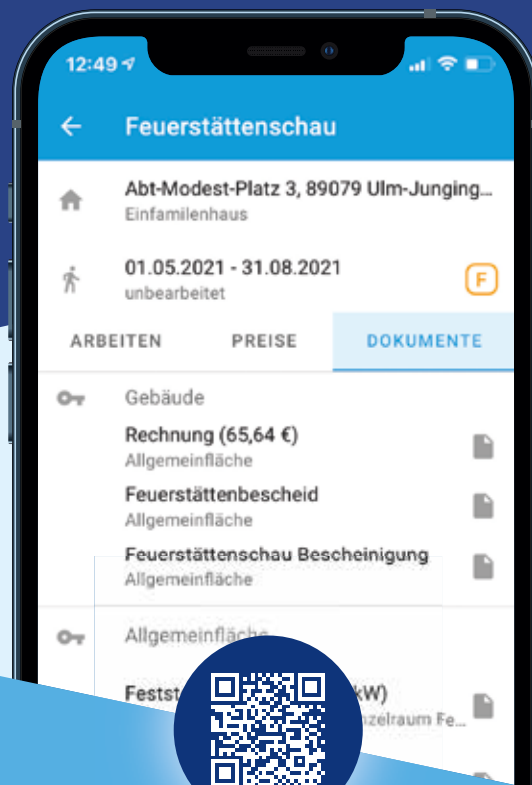 12:49
Feuerstättenschau
Abt-Modest-Platz 3, 89079 Ulm-Junging...
Einfamilenhaus
01.05.2021 - 31.08.2021
unbearbeitet
F
ARBEITEN PREISE DOKUMENTE
Gebäude
Rechnung (65,64 €)
Allgemeinfläche
Feuerstättenbescheid
Allgemeinfläche
Feuerstättenschau Bescheinigung
Allgemeinfläche
Allgemeinfläche
kW)
Fe...